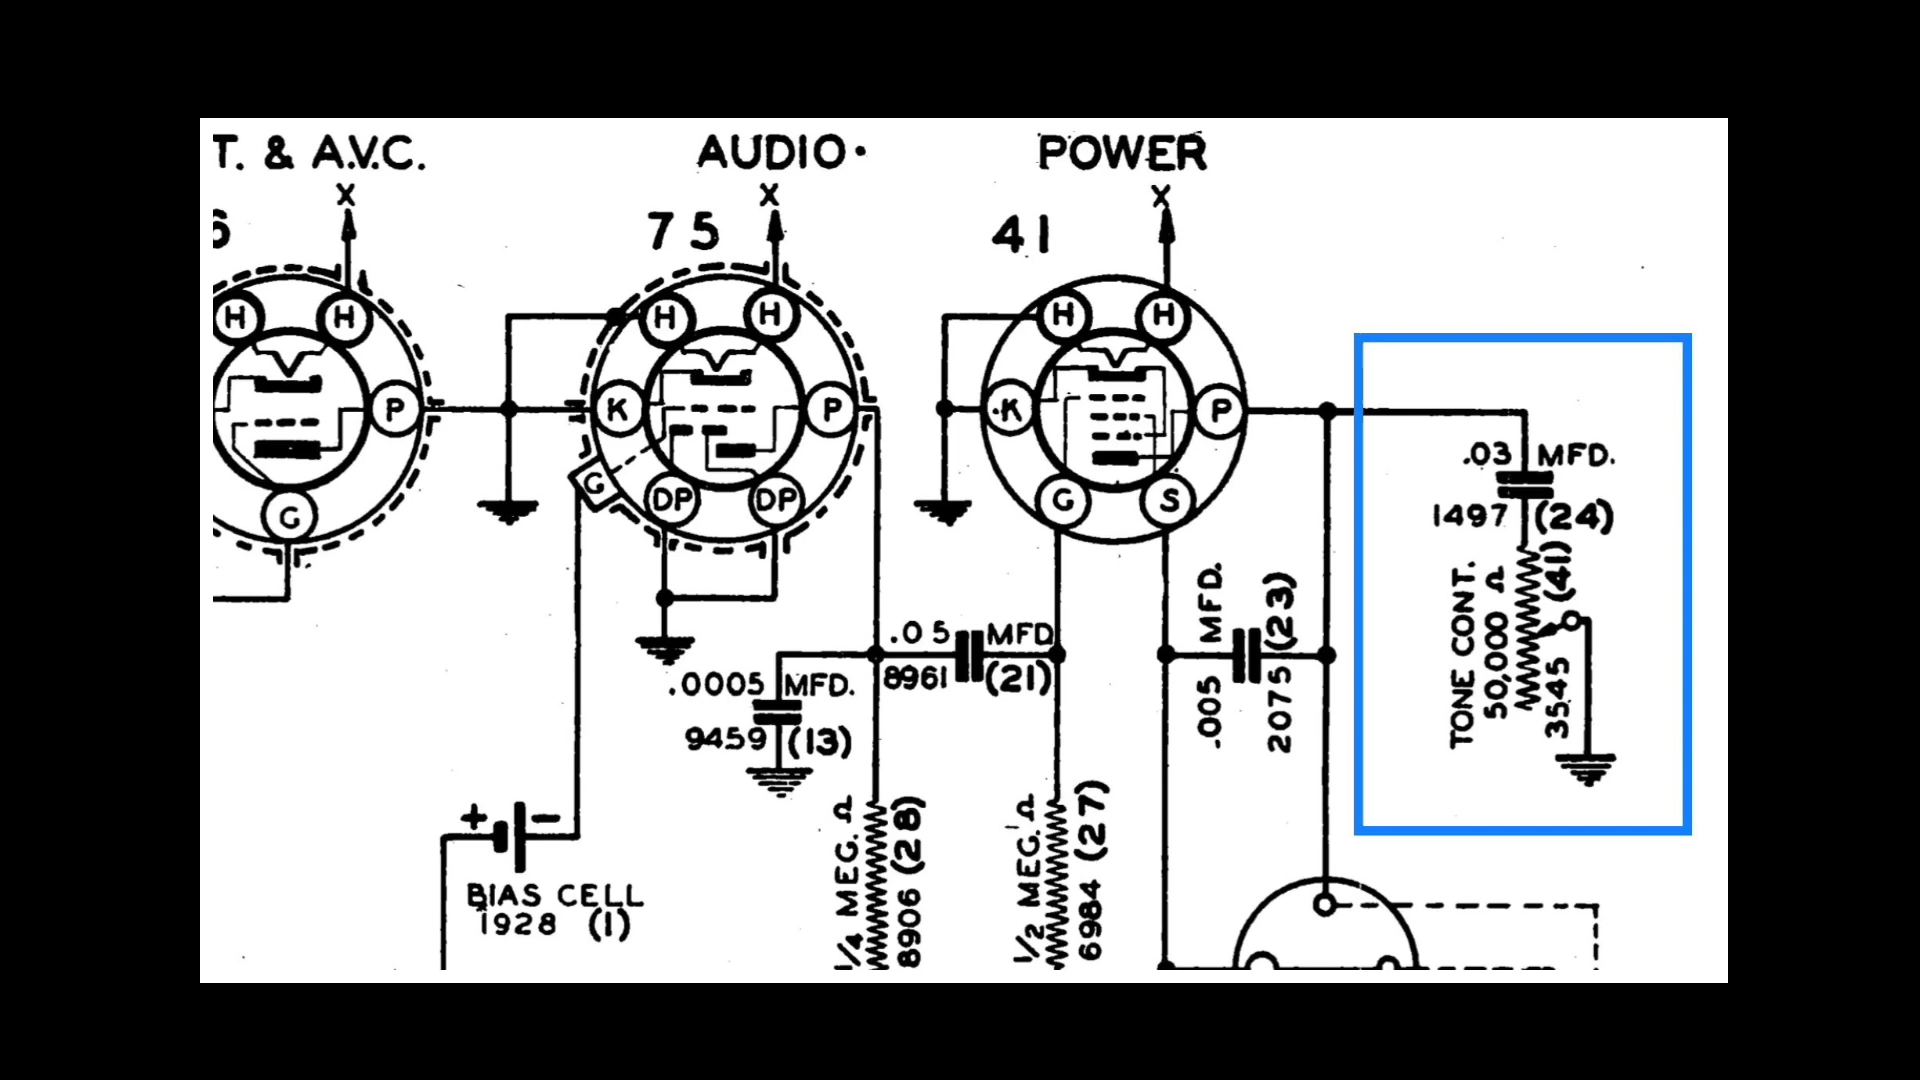 T. & A.V.C.
AUDIO
POWER
X
X
X
6
75
41
H
H
H
H
H
H
P
K
P
K
P
G
G
DP
DP
G
S
.03 MFD.
1497 (24)
TONE CONT.
50,000 Ω
(41)
3545
.005 MFD.
2075 (23)
.05 MFD
8961 (21)
.0005 MFD.
9459 (13)
+ −
BIAS CELL
1928 (1)
1/4 MEG. Ω
8906 (28)
1/2 MEG. Ω
6984 (27)